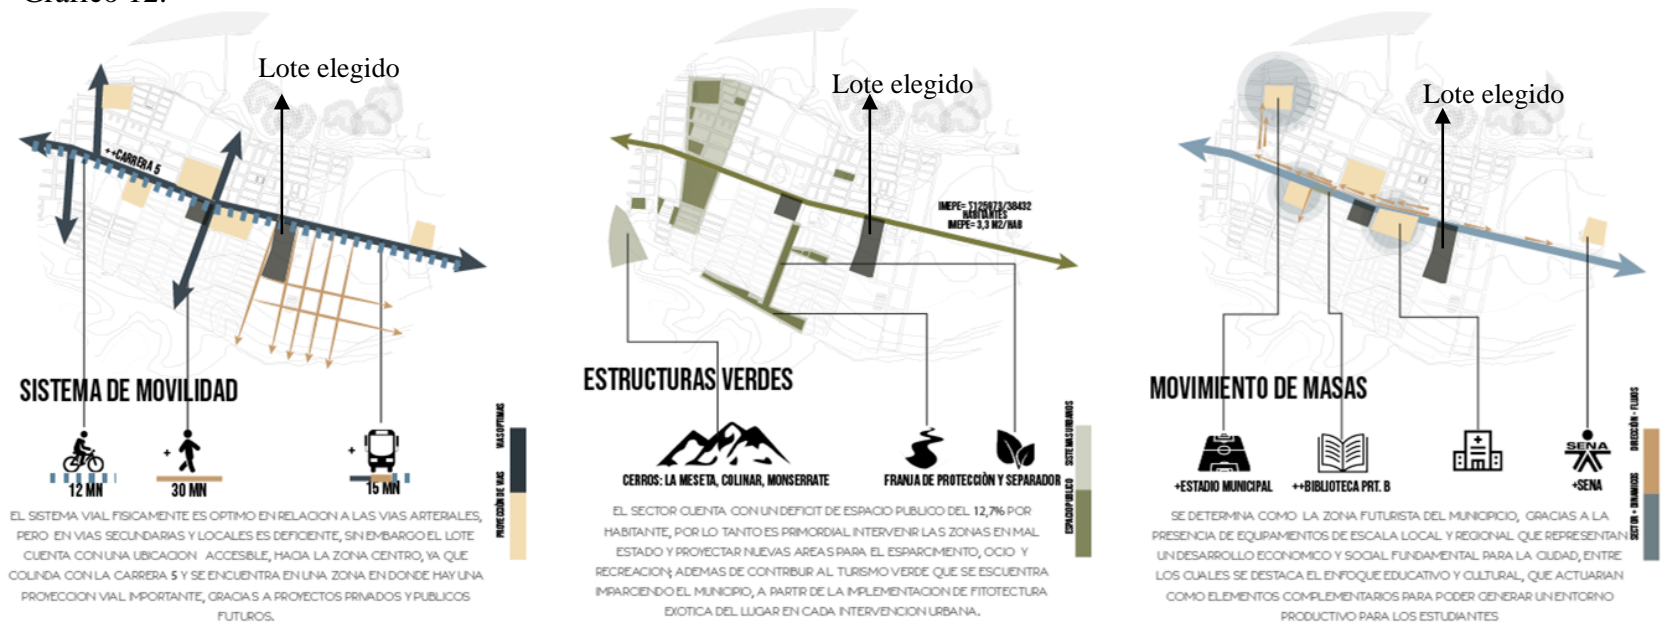 Gráfico 12.
Lote elegido
++CARRERA 5
SISTEMA DE MOVILIDAD
+
+
12 MN
30 MN
15 MN
VIAS OPTIMAS
PROYECCIÓN DE VIAS
EL SISTEMA VIAL FISICAMENTE ES OPTIMO EN RELACION A LAS VIAS ARTERIALES,
PERO EN VIAS SECUNDARIAS Y LOCALES ES DEFICIENTE, SIN EMBARGO EL LOTE
CUENTA CON UNA UBICACION ACCESIBLE, HACIA LA ZONA CENTRO, YA QUE
COLINDA CON LA CARRERA 5 Y SE ENCUENTRA EN UNA ZONA EN DONDE HAY UNA
PROYECCION VIAL IMPORTANTE, GRACIAS A PROYECTOS PRIVADOS Y PUBLICOS
FUTUROS.
Lote elegido
HABITANTES
IMEPE= 3,3 M2/HAB
ESTRUCTURAS VERDES
CERROS: LA MESETA, COLINAR, MONSERRATE
FRANJA DE PROTECCIÒN Y SEPARADOR
SISTEMAS URBANOS
ESPACIO PUBLICO
EL SECTOR CUENTA CON UN DEFICIT DE ESPACIO PUBLICO DEL 12,7% POR
HABITANTE, POR LO TANTO ES PRIMORDIAL INTERVENIR LAS ZONAS EN MAL
ESTADO Y PROYECTAR NUEVAS AREAS PARA EL ESPARCIMIENTO, OCIO Y
RECREACION; ADEMAS DE CONTRIBUIR AL TURISMO VERDE QUE SE ESCUENTRA
IMPARCIENDO EL MUNICIPIO, A PARTIR DE LA IMPLEMENTACION DE FITOTECTURA
EXOTICA DEL LUGAR EN CADA INTERVENCION URBANA.
Lote elegido
MOVIMIENTO DE MASAS
SENA
+ESTADIO MUNICIPAL
++BIBLIOTECA PRT. B
+SENA
DIRECCIÓN - FLUJOS
SECTOR + DINAMICOS
SE DETERMINA COMO LA ZONA FUTURISTA DEL MUNICIPIO, GRACIAS A LA
PRESENCIA DE EQUIPAMIENTOS DE ESCALA LOCAL Y REGIONAL QUE REPRESENTAN
UN DESARROLLO ECONOMICO Y SOCIAL FUNDAMENTAL PARA LA CIUDAD, ENTRE
LOS CUALES SE DESTACA EL ENFOQUE EDUCATIVO Y CULTURAL, QUE ACTUARIAN
COMO ELEMENTOS COMPLEMENTARIOS PARA PODER GENERAR UN ENTORNO
PRODUCTIVO PARA LOS ESTUDIANTES